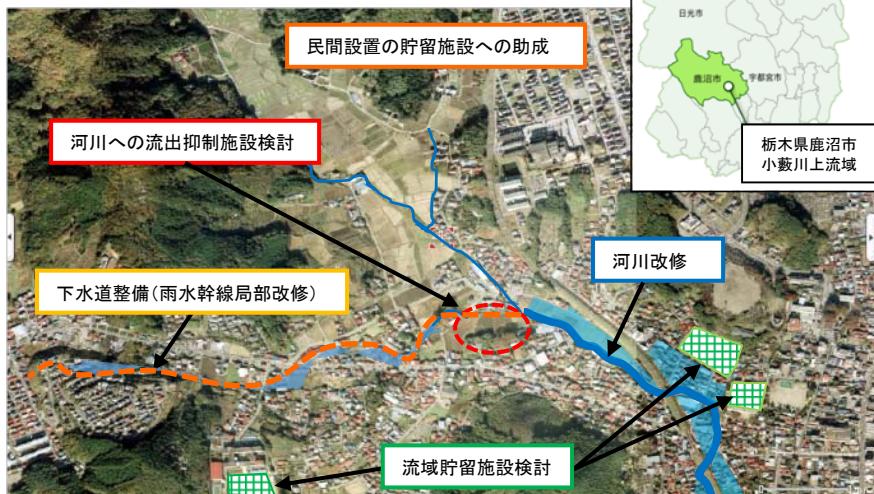 民間設置の貯留施設への助成
日光市
鹿沼市
宇都宮市
栃木県鹿沼市
小藪川上流域
河川への流出抑制施設検討
河川改修
下水道整備(雨水幹線局部改修)
流域貯留施設検討